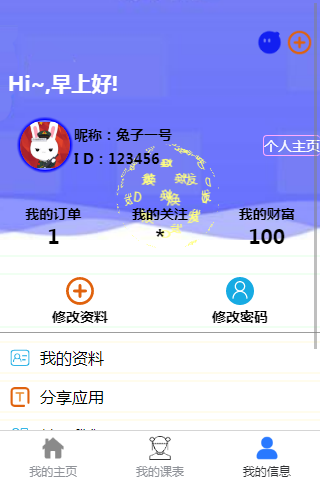 Hi~,早上好!
昵称：兔子一号
I D：123456
个人主页
我的订单 我的关注 我的财富
1 * 100
修改资料 修改密码
我的资料
分享应用
我的主页 我的课表 我的信息